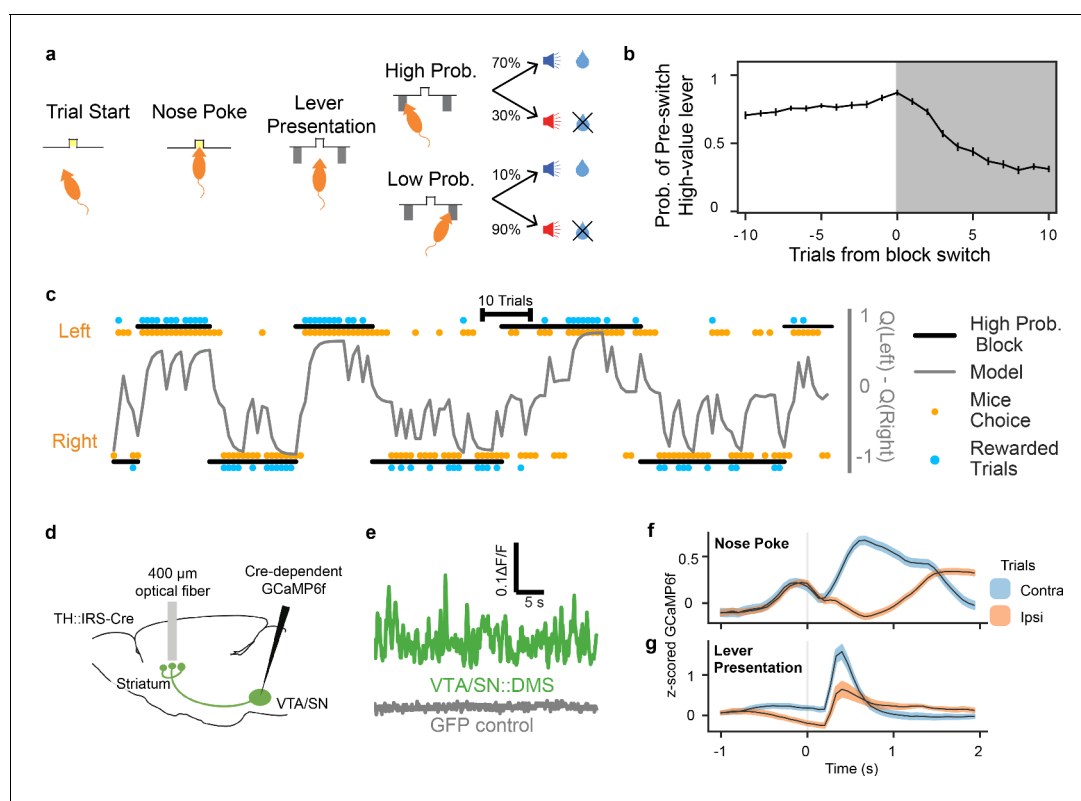 a
Trial Start
Nose Poke
Lever
Presentation
High Prob.
70%
30%
Low Prob.
10%
90%
b
Prob. of Pre-switch
High-value lever
1
0.5
0
-10
-5
0
5
10
Trials from block switch
c
Left
Right
10 Trials
1
0
-1
Q(Left) - Q(Right)
High Prob.
Block
Model
Mice
Choice
Rewarded
Trials
d
400 µm
optical fiber
Cre-dependent
GCaMP6f
TH::IRS-Cre
Striatum
VTA/SN
e
0.1ΔF/F
5 s
VTA/SN::DMS
GFP control
f
Nose Poke
0.5
0
z-scored GCaMP6f
Trials
Contra
Ipsi
g
Lever
Presentation
1
0
-1
0
1
2
Time (s)